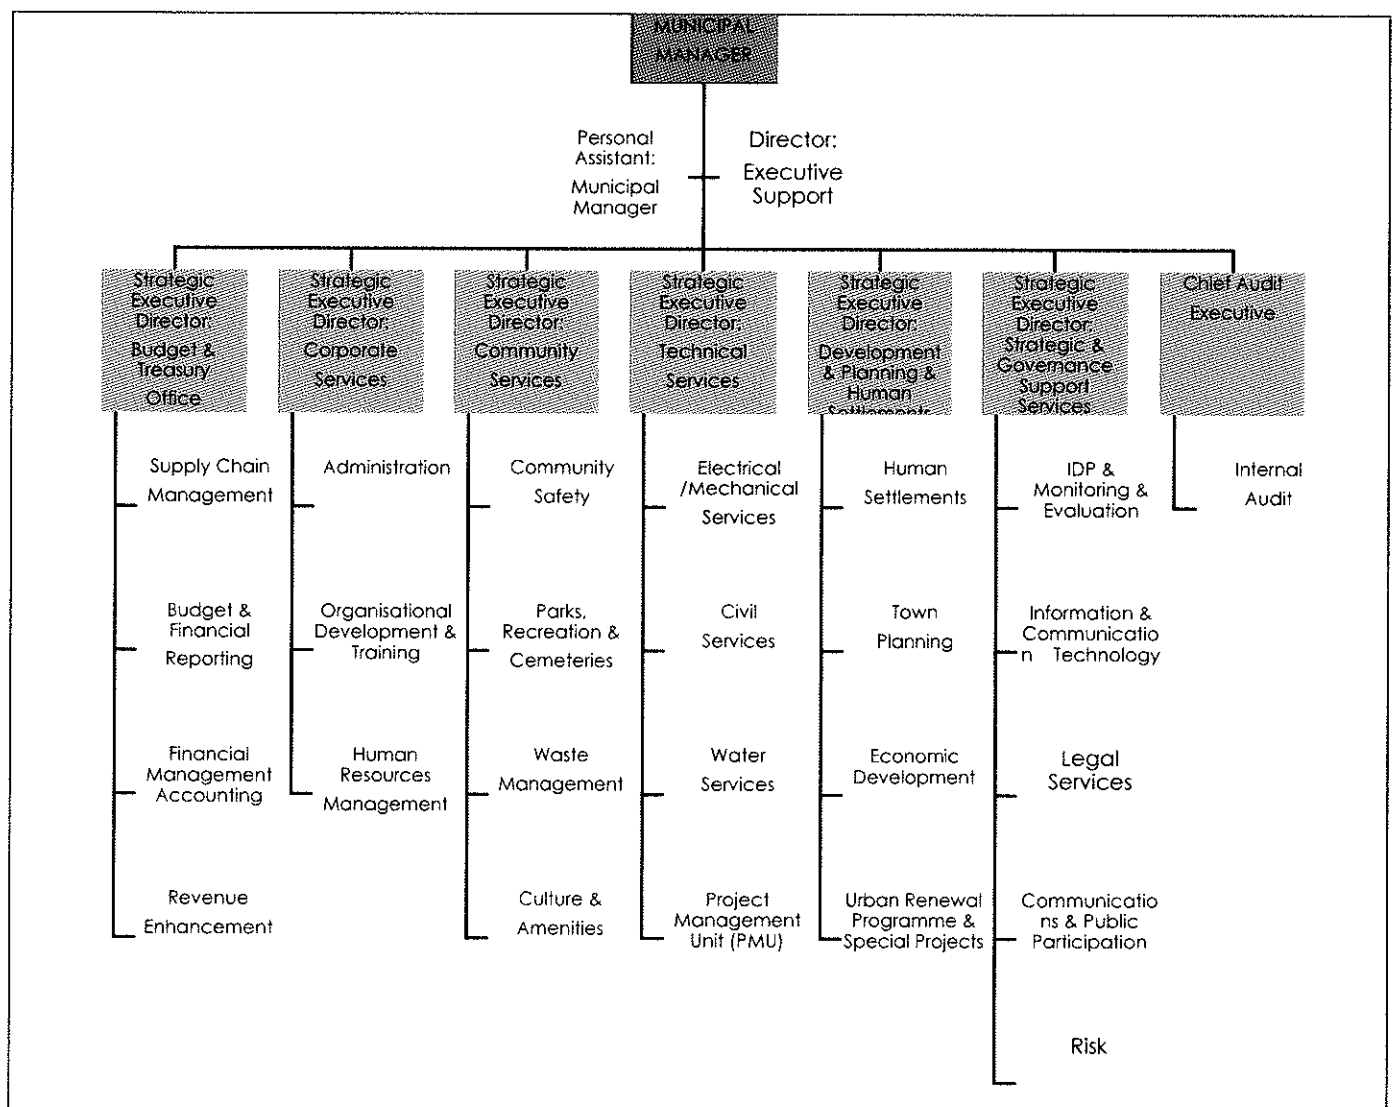 MUNICIPAL
MANAGER
Personal
Assistant:
Municipal
Manager
Director:
Executive
Support
Strategic
Executive
Director:
Budget &
Treasury
Office
Strategic
Executive
Director:
Corporate
Services
Strategic
Executive
Director:
Community
Services
Strategic
Executive
Director:
Technical
Services
Strategic
Executive
Director:
Development
& Planning &
Human
Settlements
Strategic
Executive
Director:
Strategic &
Governance
Support
Services
Chief Audit
Executive
Supply Chain
Management
Budget &
Financial
Reporting
Financial
Management
Accounting
Revenue
Enhancement
Administration
Organisational
Development &
Training
Human
Resources
Management
Community
Safety
Parks,
Recreation &
Cemeteries
Waste
Management
Culture &
Amenities
Electrical
/Mechanical
Services
Civil
Services
Water
Services
Project
Management
Unit (PMU)
Human
Settlements
Town
Planning
Economic
Development
Urban Renewal
Programme &
Special Projects
IDP &
Monitoring &
Evaluation
Information &
Communicatio
n Technology
Legal
Services
Communicatio
ns & Public
Participation
Risk
Internal
Audit